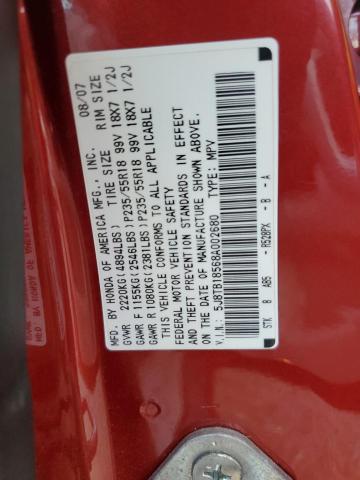 MFD. BY HONDA OF AMERICA MFG., INC. 08/07
TIRE SIZE RIM SIZE
GVWR 2220KG(4894LBS)
GAWR F 1155KG(2546LBS) P235/55R18 99V 18X7 1/2J
GAWR R 1080KG(2381LBS) P235/55R18 99V 18X7 1/2J
THIS VEHICLE CONFORMS TO ALL APPLICABLE
FEDERAL MOTOR VEHICLE SAFETY
AND THEFT PREVENTION STANDARDS IN EFFECT
ON THE DATE OF MANUFACTURE SHOWN ABOVE.
V.I.N.: 5J8TB18568A002680 TYPE: MPV
STK B AB5 - R528PX - B - A